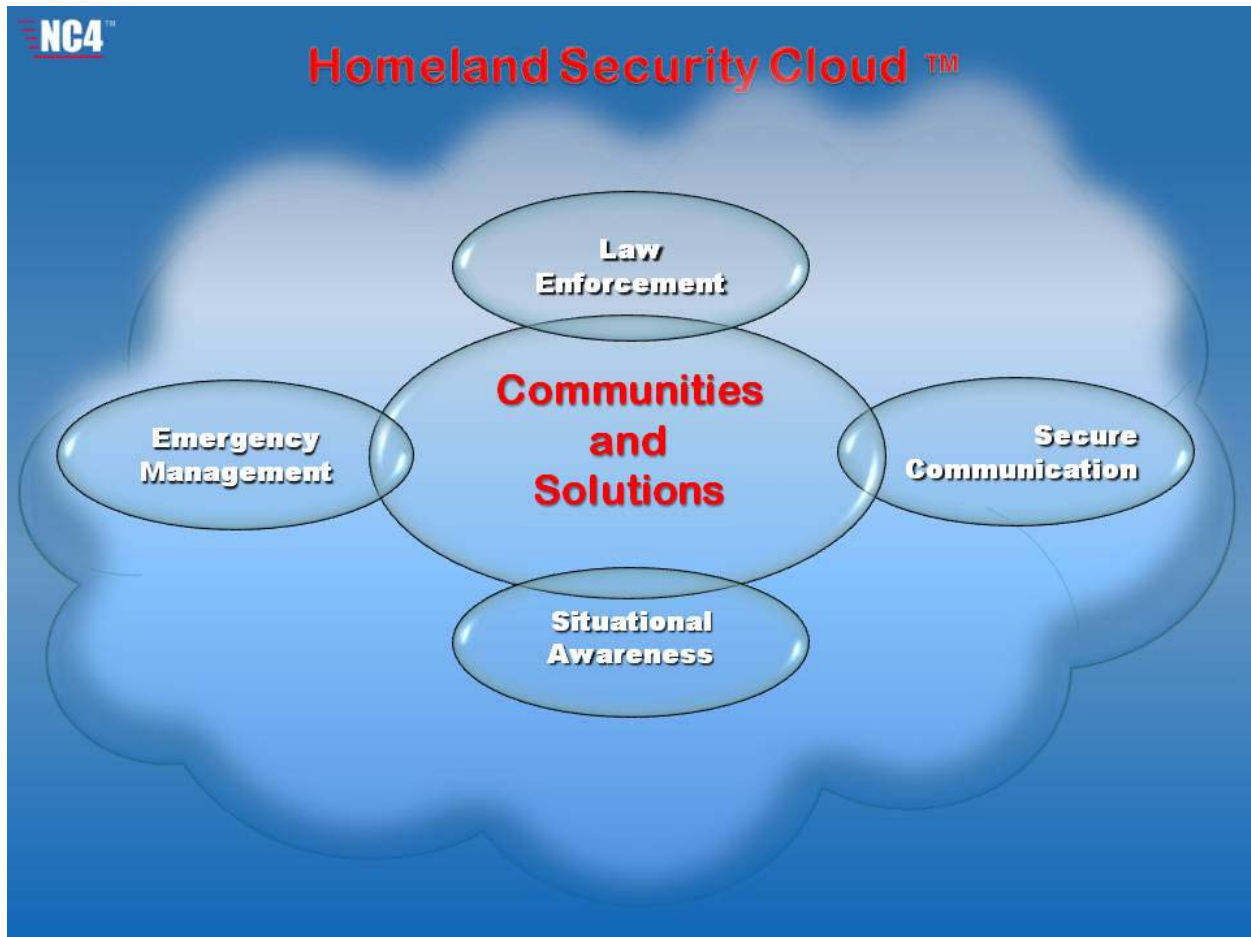 NC4™
Homeland Security Cloud ™
Law
Enforcement
Communities
and
Solutions
Emergency
Management
Secure
Communication
Situational
Awareness